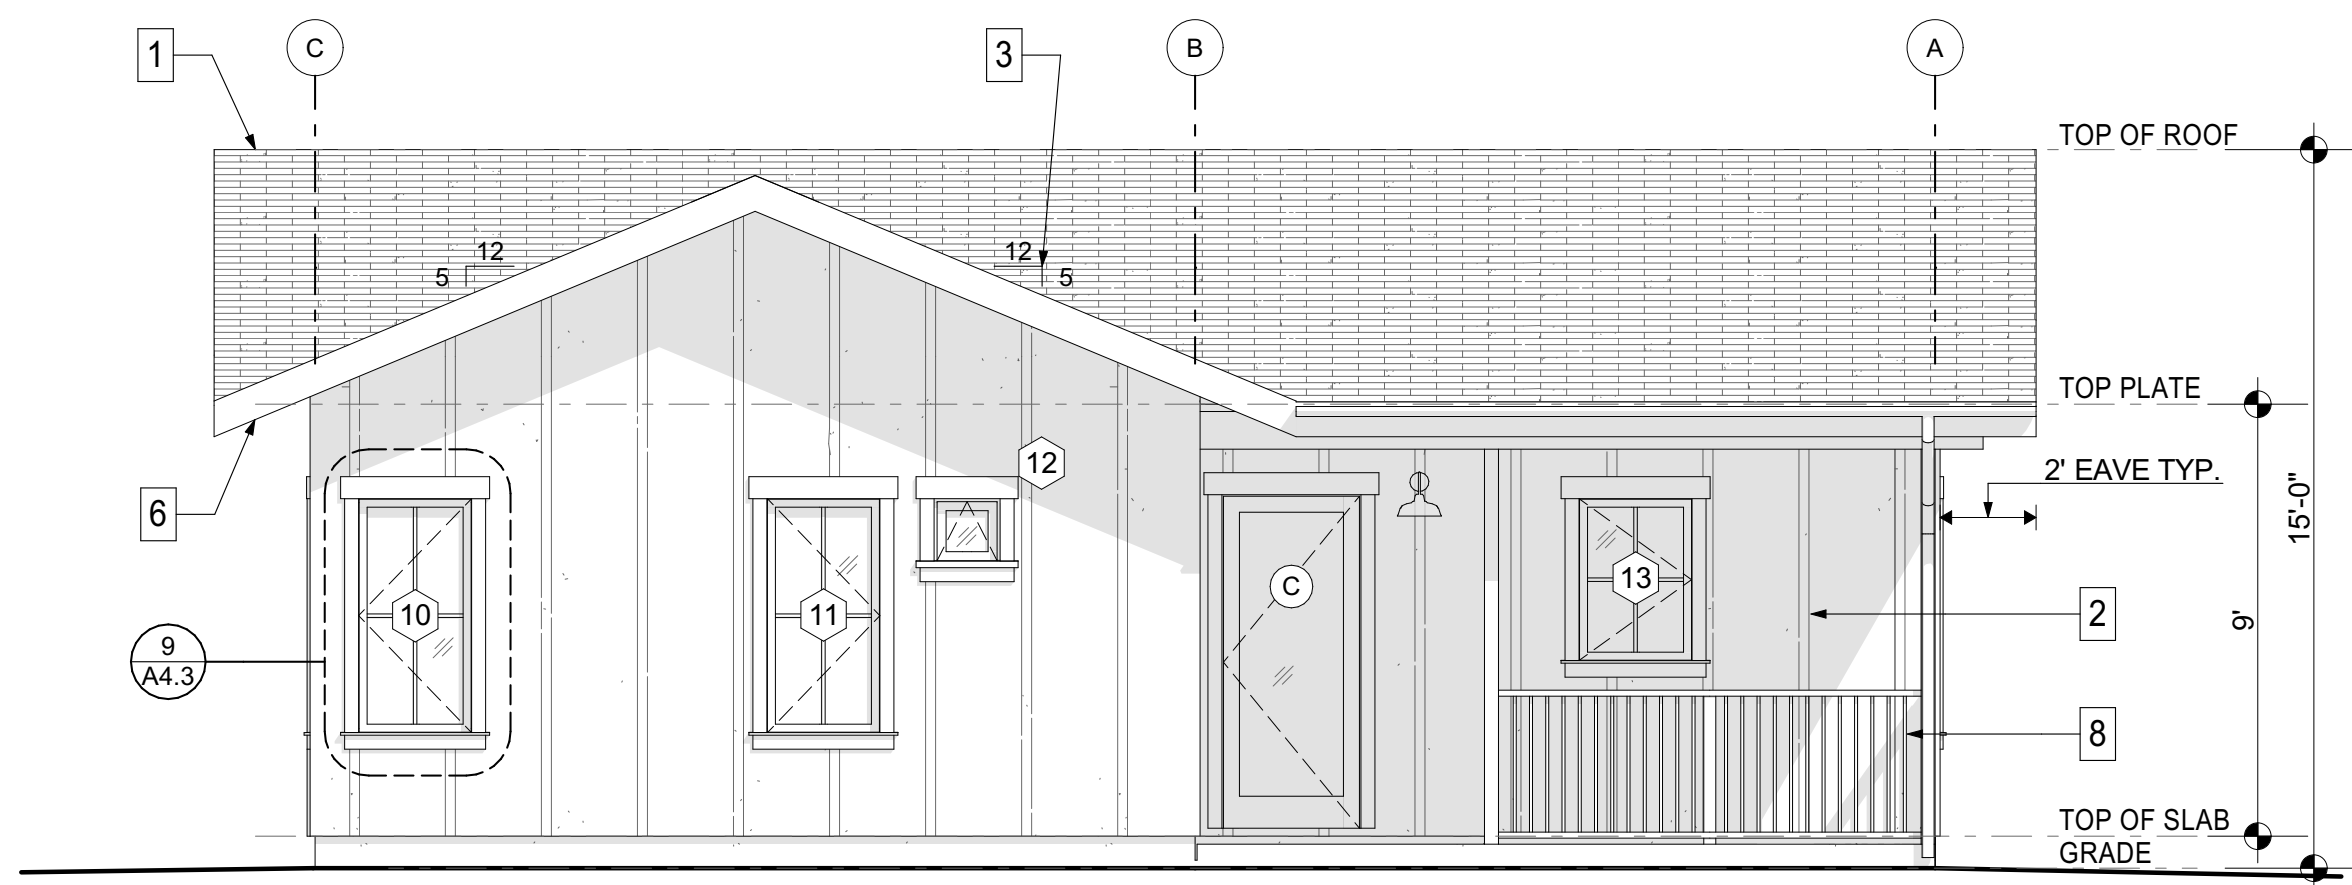 1
C
3
B
A
TOP OF ROOF
12
5
12
5
TOP PLATE
12
2' EAVE TYP.
6
15'-0"
10
11
C
13
2
9'
9
A4.3
8
TOP OF SLAB
GRADE